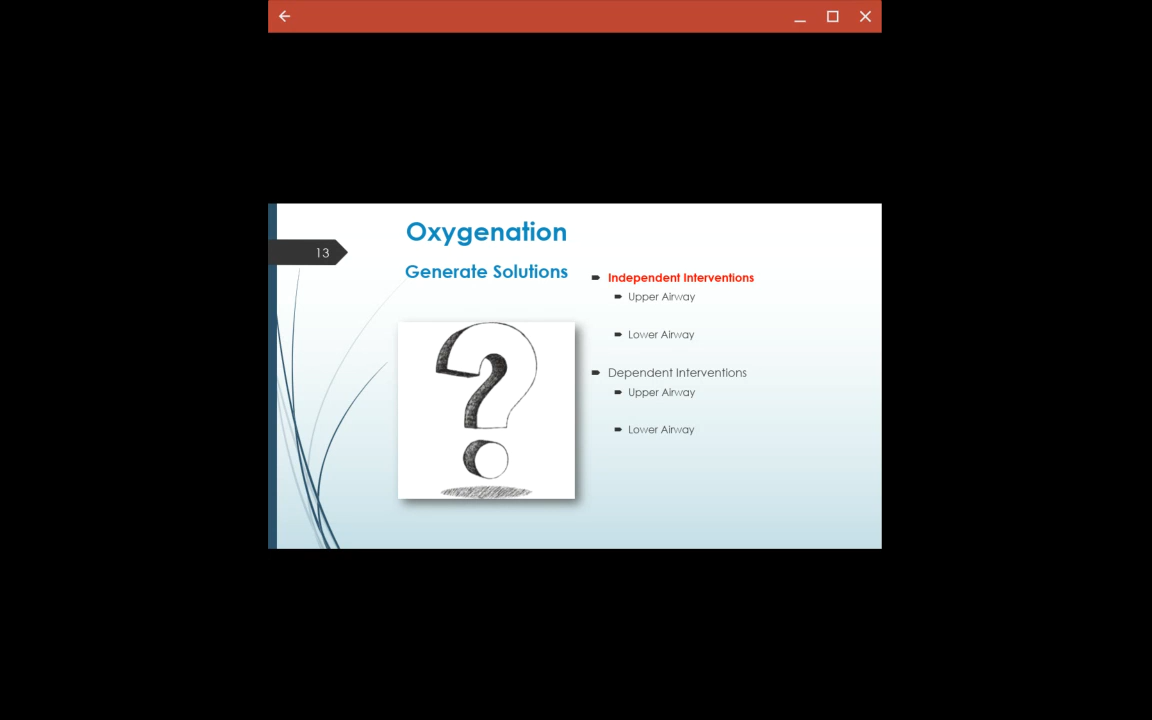 13
Oxygenation
Generate Solutions
Independent Interventions
Upper Airway
Lower Airway
Dependent Interventions
Upper Airway
Lower Airway